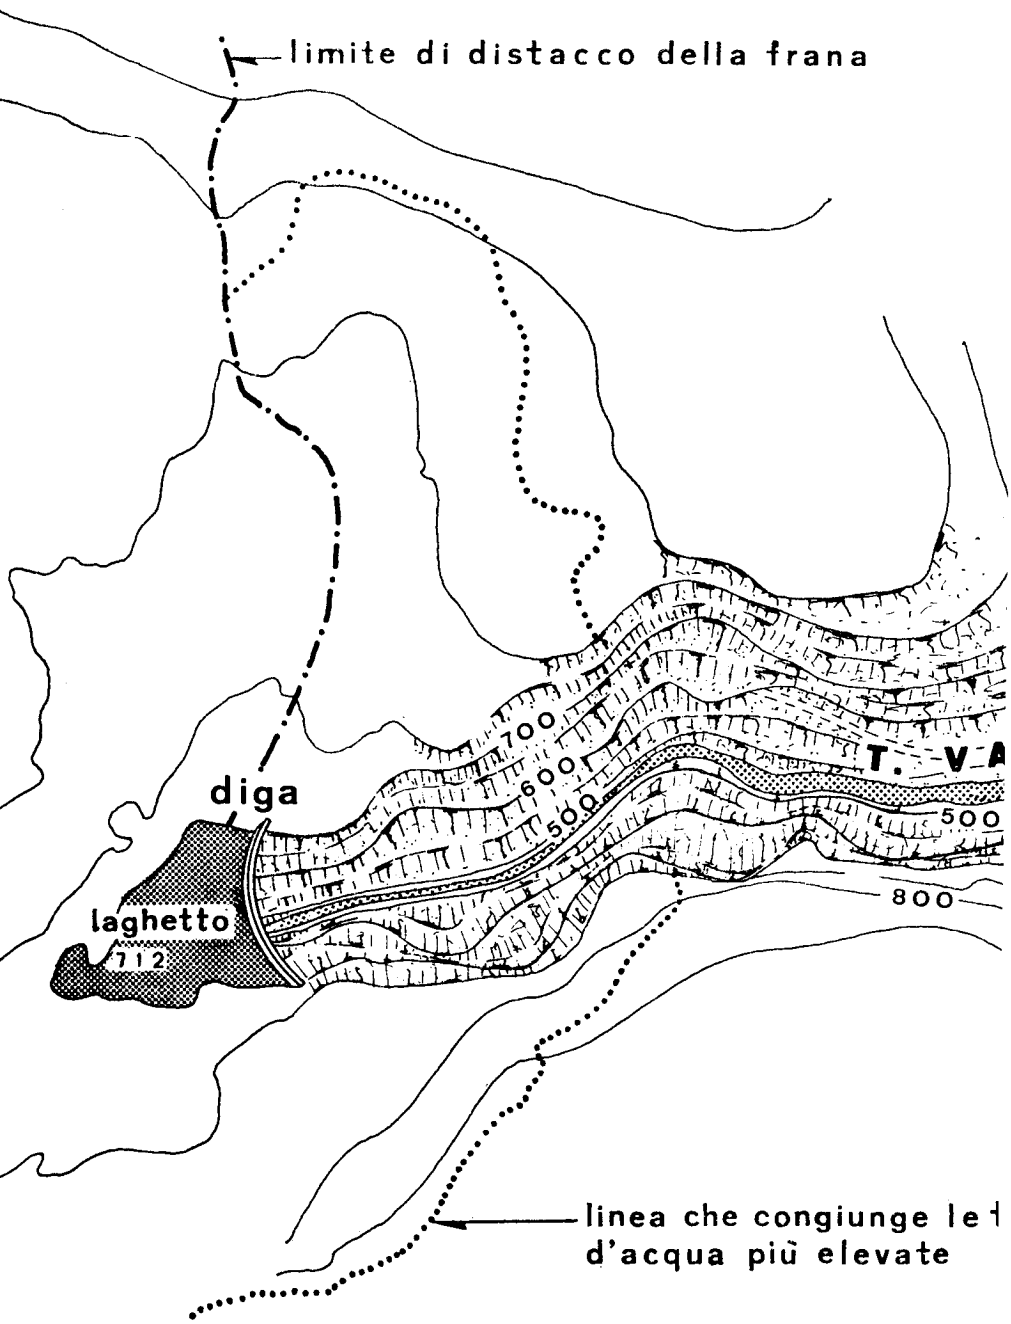 limite di distacco della frana
700
600
500
T. VA
diga
500
laghetto
800
712
linea che congiunge le
d'acqua più elevate